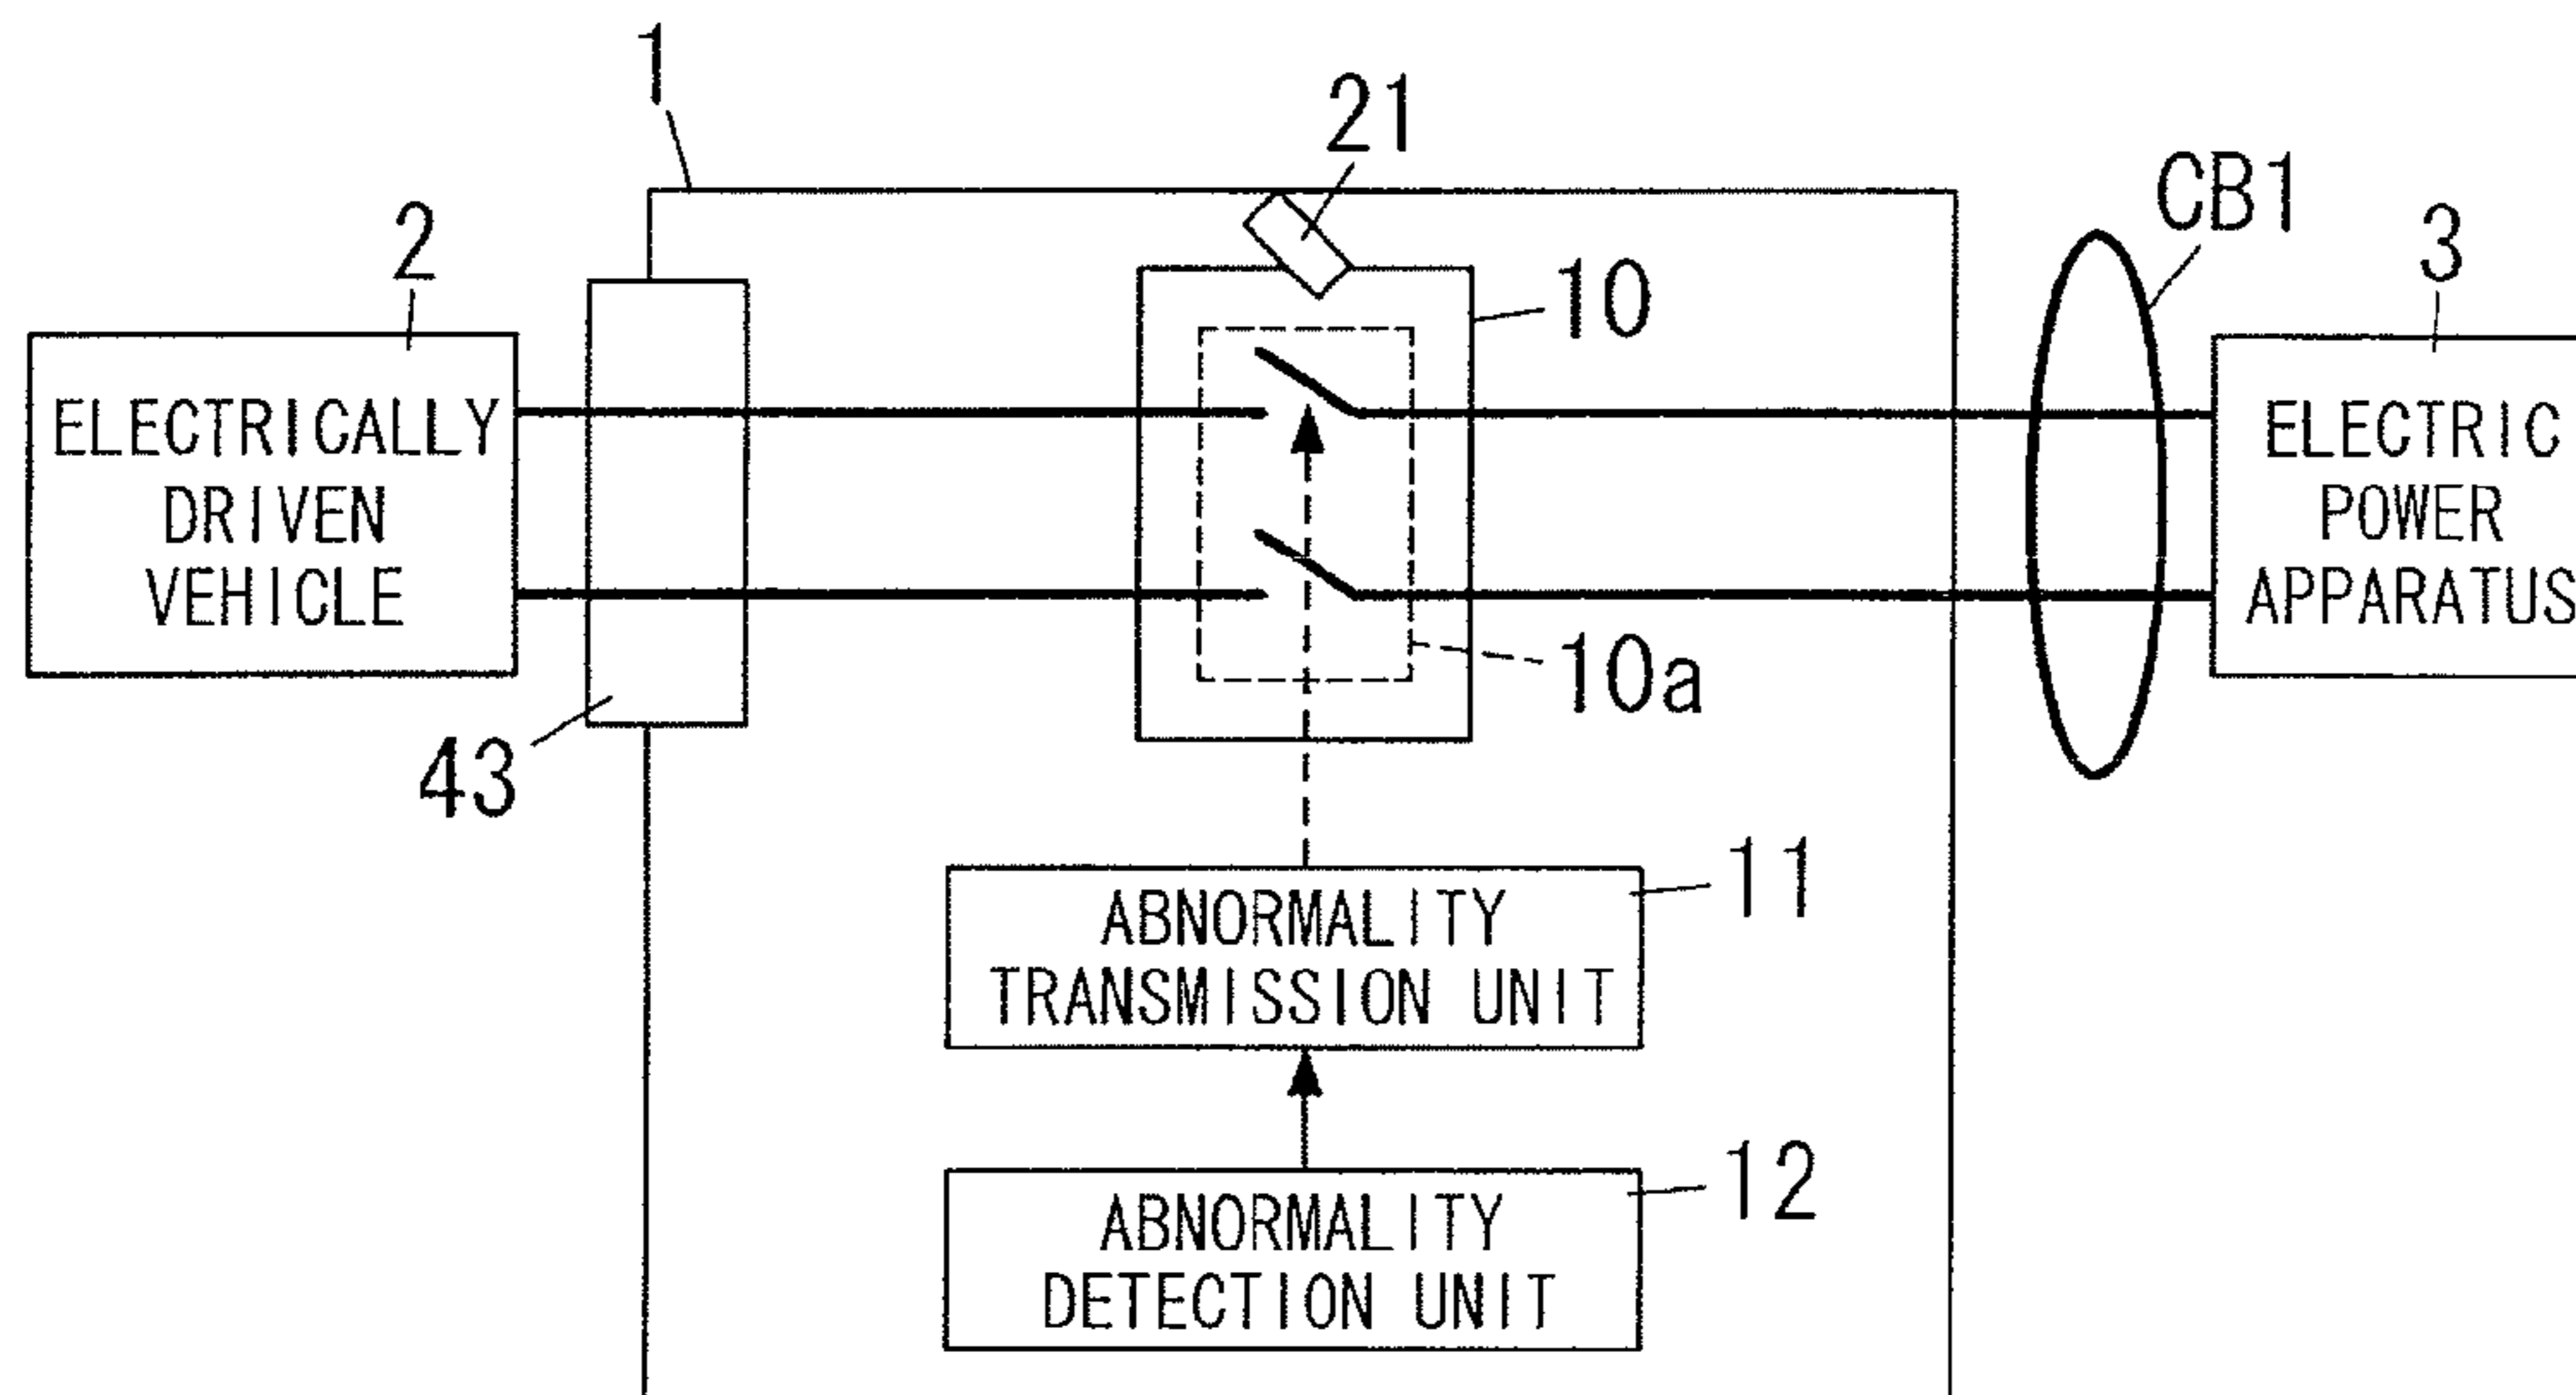 1
21
CB1
2
10
3
ELECTRICALLY
DRIVEN
VEHICLE
ELECTRIC
POWER
APPARATUS
10a
43
11
ABNORMALITY
TRANSMISSION UNIT
12
ABNORMALITY
DETECTION UNIT